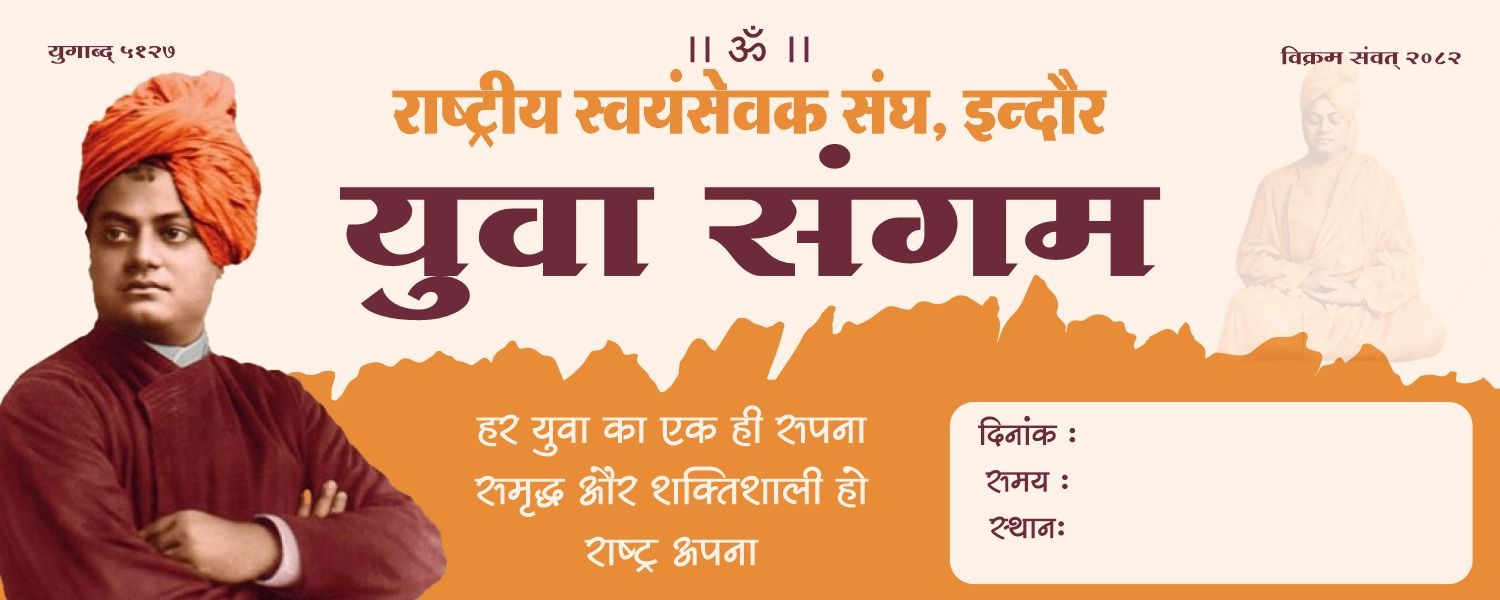 युगाब्द ५१२७
।। ॐ ।।
विक्रम संवत् २०८२
राष्ट्रीय स्वयंसेवक संघ, इन्दौर
युवा संगम
हर युवा का एक ही सपना
समृद्ध और शक्तिशाली हो
राष्ट्र अपना
दिनांक :
समय :
स्थान: